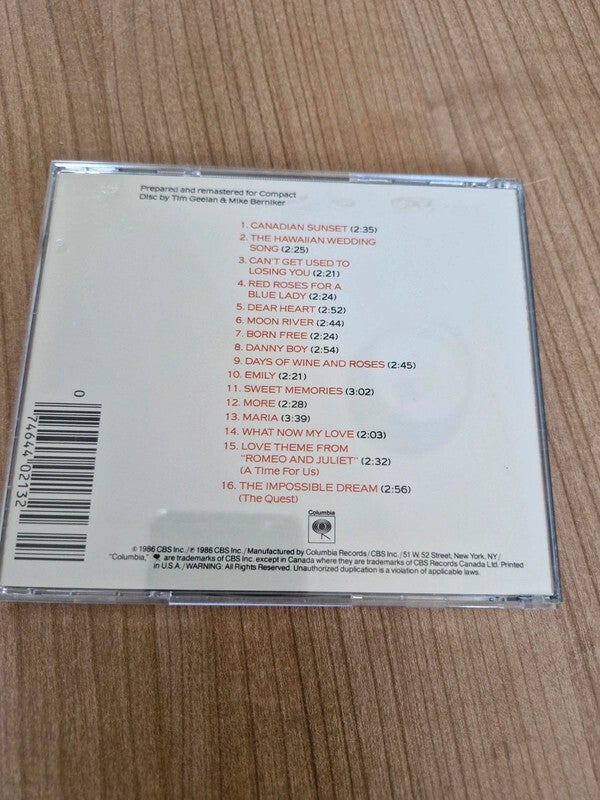 Prepared and remastered for Compact
Disc by Tim Geelan & Mike Berniker
1. CANADIAN SUNSET (2:35)
2. THE HAWAIIAN WEDDING
SONG (2:25)
3. CAN'T GET USED TO
LOSING YOU (2:21)
4. RED ROSES FOR A
BLUE LADY (2:24)
5. DEAR HEART (2:52)
6. MOON RIVER (2:44)
7. BORN FREE (2:24)
8. DANNY BOY (2:54)
9. DAYS OF WINE AND ROSES (2:45)
10. EMILY (2:21)
11. SWEET MEMORIES (3:02)
12. MORE (2:28)
13. MARIA (3:39)
14. WHAT NOW MY LOVE (2:03)
15. LOVE THEME FROM
"ROMEO AND JULIET" (2:32)
(A Time For Us)
16. THE IMPOSSIBLE DREAM (2:56)
(The Quest)
0
74644 02132
Columbia
© 1986 CBS Inc./℗ 1986 CBS Inc./Manufactured by Columbia Records/CBS Inc./51 W. 52 Street, New York, NY/
"Columbia," are trademarks of CBS Inc. except in Canada where they are trademarks of CBS Records Canada Ltd. Printed
in U.S.A./WARNING: All Rights Reserved. Unauthorized duplication is a violation of applicable laws.